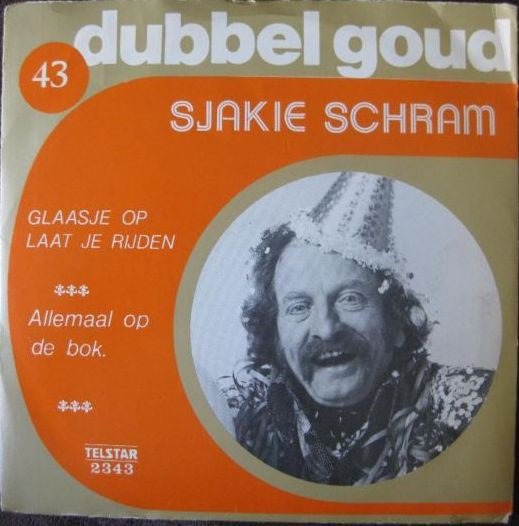 dubbel goud
43
SJAKIE SCHRAM
GLAASJE OP
LAAT JE RIJDEN
Allemaal op
de bok.
TELSTAR
2343